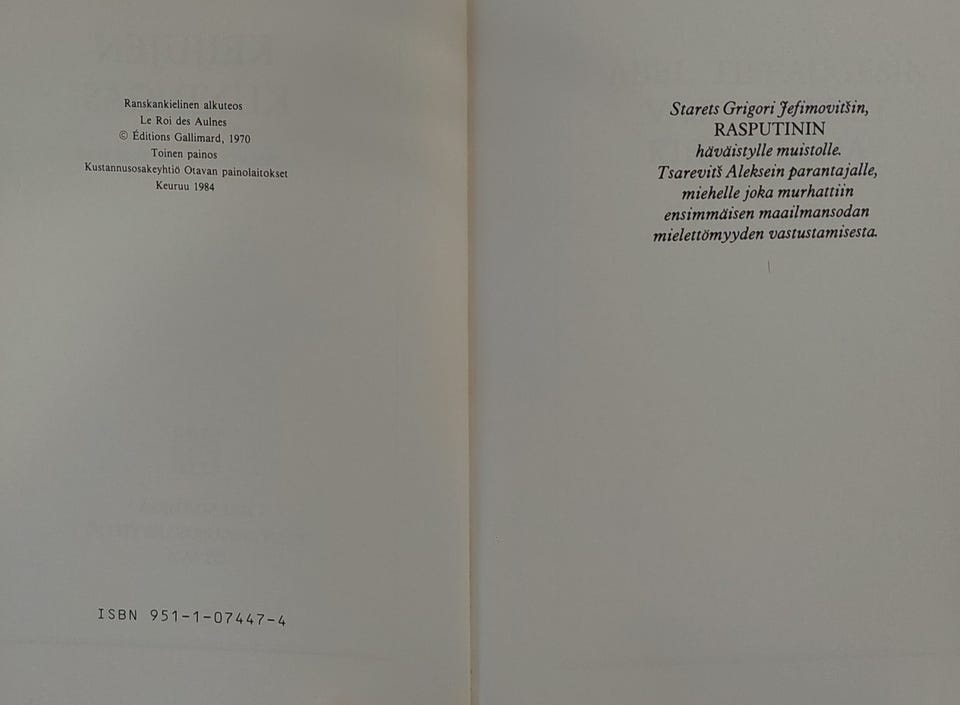 Ranskankielinen alkuteos
Le Roi des Aulnes
© Éditions Gallimard, 1970
Toinen painos
Kustannusosakeyhtiö Otavan painolaitokset
Keuruu 1984
ISBN 951-1-07447-4
Starets Grigori Jefimovitšin,
RASPUTININ
häväistylle muistolle.
Tsarevitš Aleksein parantajalle,
miehelle joka murhattiin
ensimmäisen maailmansodan
mielettömyyden vastustamisesta.